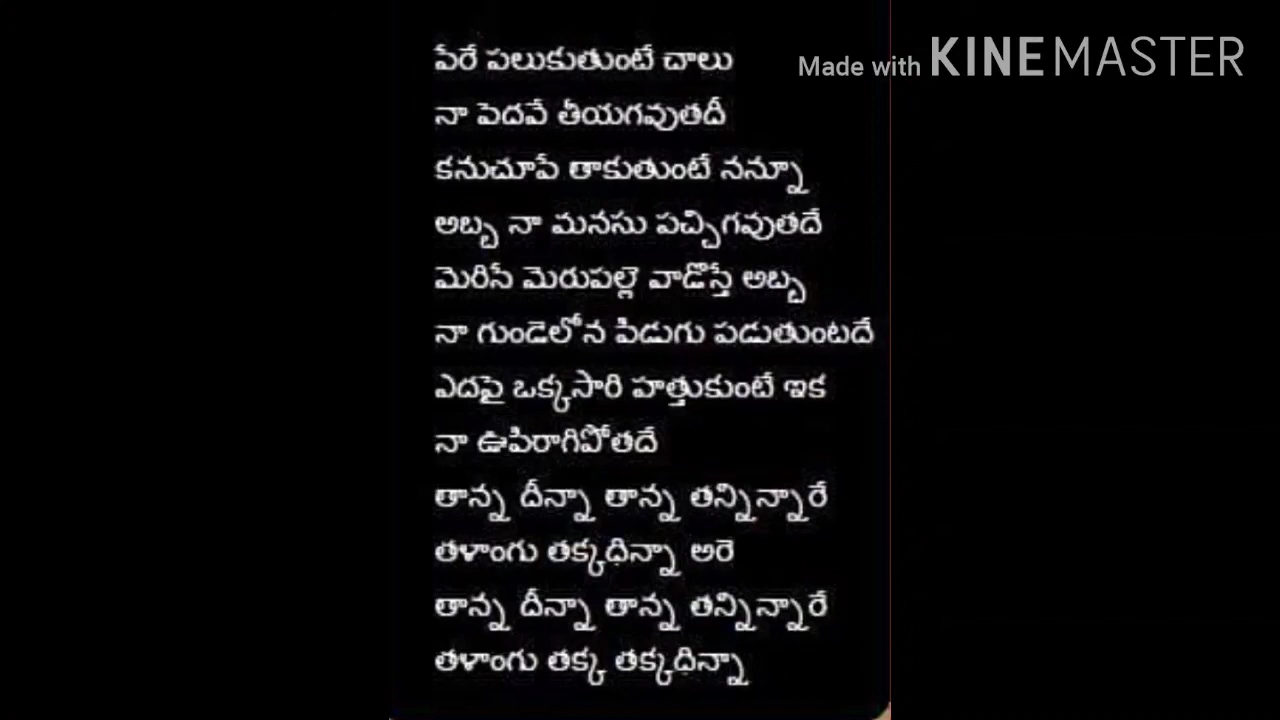 పేరే పలుకుతుంటే చాలు
Made with KINEMASTER
నా పెదవే తీయగవుతదీ
కనుచూపే తాకుతుంటే నన్నూ
అబ్బ నా మనసు పచ్చిగవుతదే
మెరిసే మెరుపల్లె వాడొస్తే అబ్బ
నా గుండెలోన పిడుగు పడుతుంటదే
ఎదపై ఒక్కసారి హత్తుకుంటే ఇక
నా ఊపిరాగిపోతదే
తాన్న దీన్నా తాన్న తన్నిన్నారే
తళాంగు తక్కధిన్నా అరె
తాన్న దీన్నా తాన్న తన్నిన్నారే
తళాంగు తక్క తక్కధిన్నా